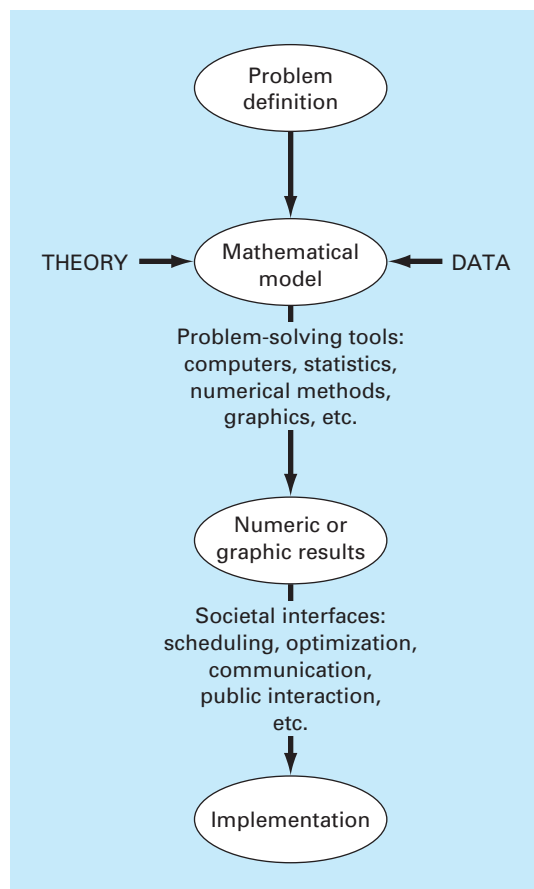 Problem
definition
THEORY
Mathematical
model
DATA
Problem-solving tools:
computers, statistics,
numerical methods,
graphics, etc.
Numeric or
graphic results
Societal interfaces:
scheduling, optimization,
communication,
public interaction,
etc.
Implementation